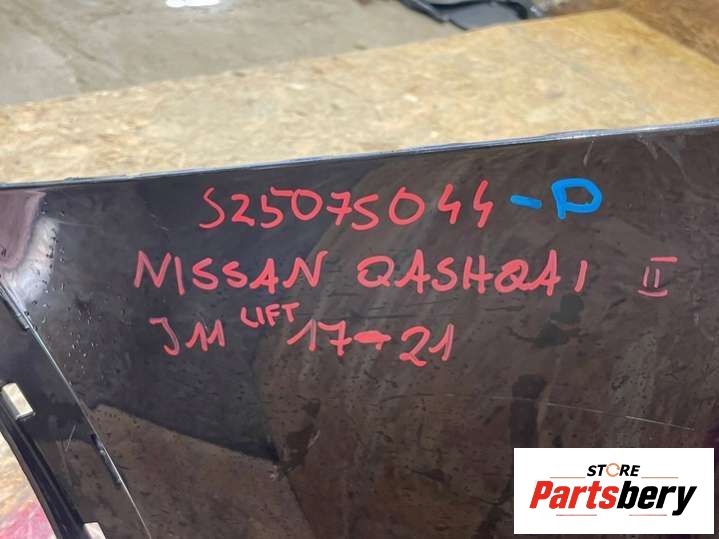 S25075044-D
NISSAN QASHQAI II
J11 LIFT 17-21
STORE
Partsbery